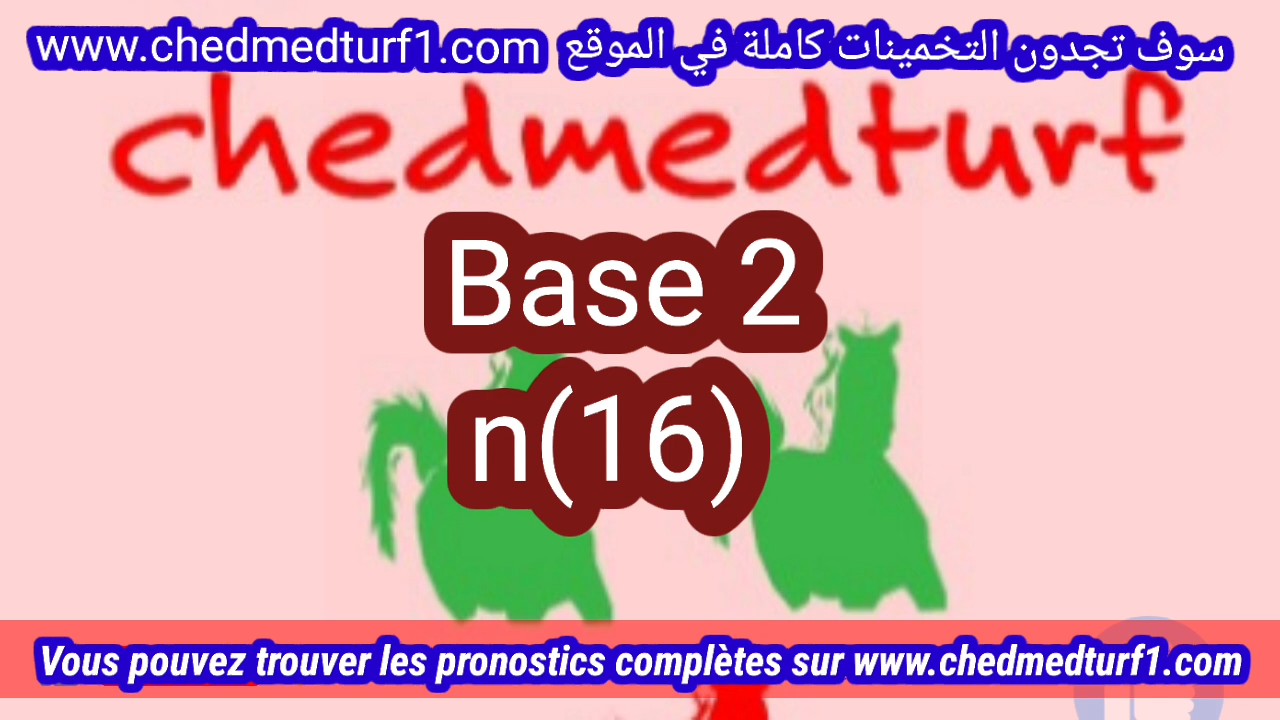 www.chedmedturf1.com سوف تجدون التخمينات كاملة في الموقع
chedmedturf
Base 2
n(16)
Vous pouvez trouver les pronostics complètes sur www.chedmedturf1.com